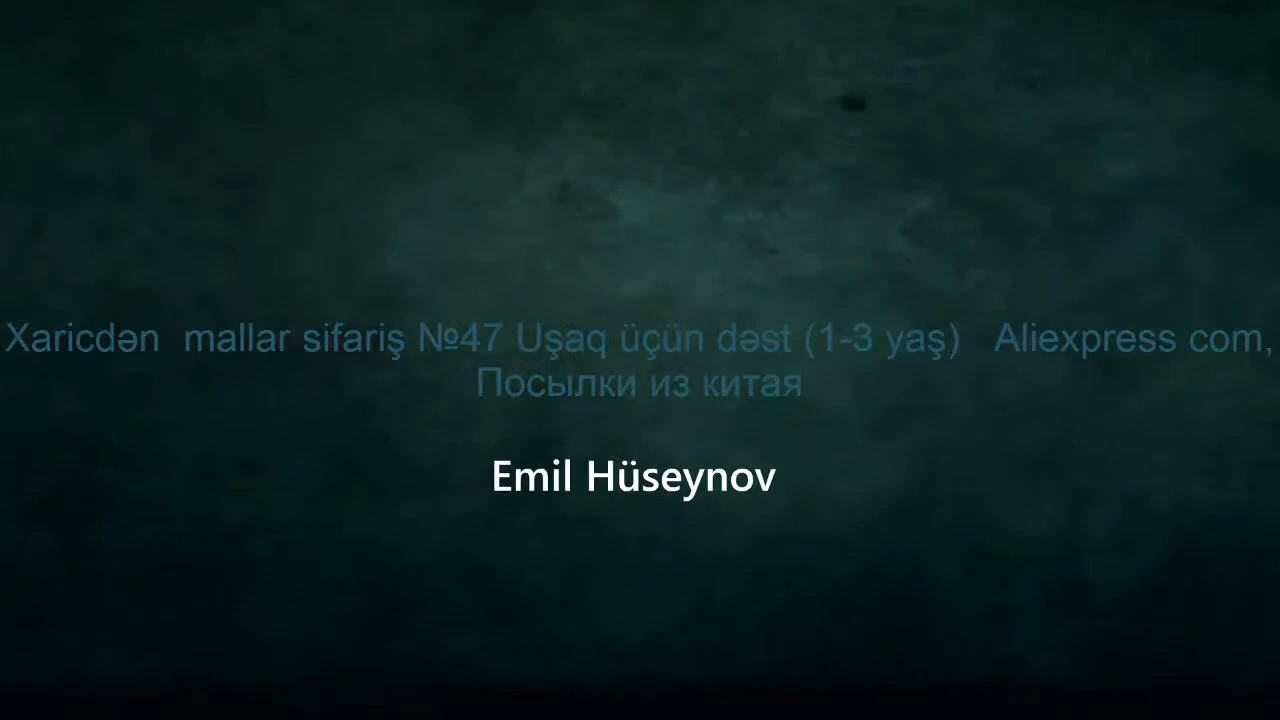 Xaricdən  mallar sifariş №47 Uşaq üçün dəst (1-3 yaş)   Aliexpress com,
Посылки из китая
Emil Hüseynov